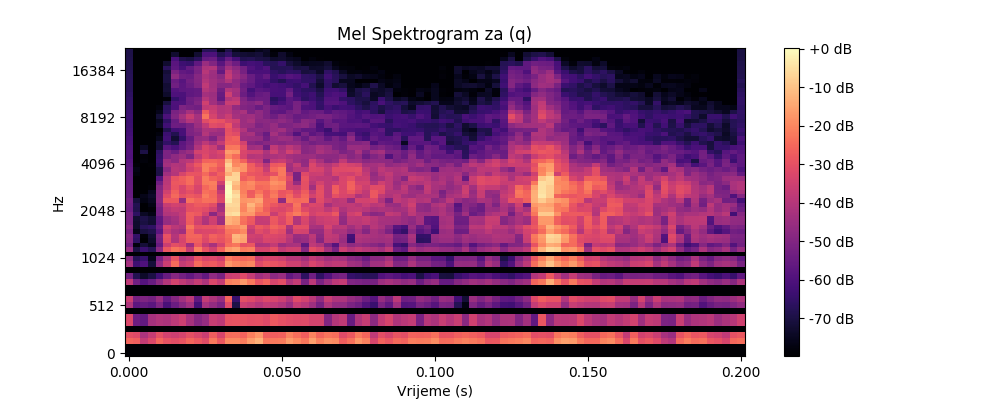 Mel Spektrogram za (q)
Hz
16384
8192
4096
2048
1024
512
0
0.000 0.050 0.100 0.150 0.200
Vrijeme (s)
+0 dB
-10 dB
-20 dB
-30 dB
-40 dB
-50 dB
-60 dB
-70 dB